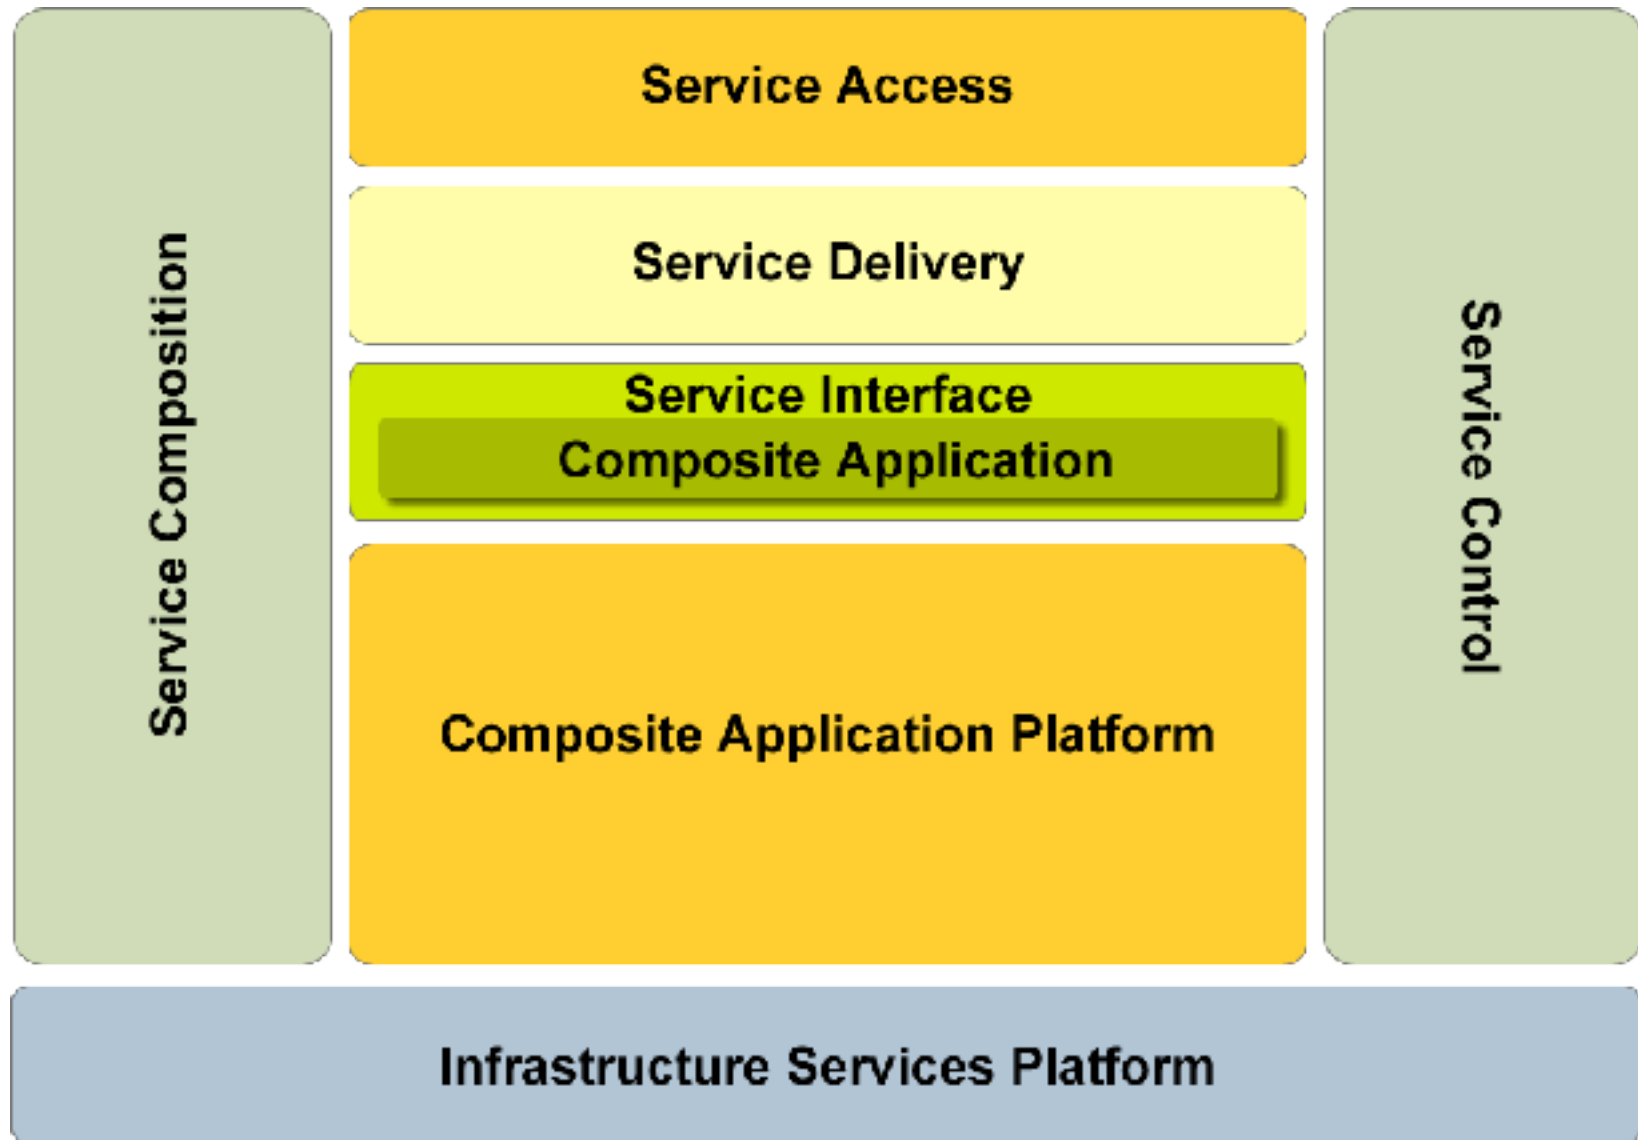 Service Composition
Service Access
Service Delivery
Service Interface
Composite Application
Composite Application Platform
Service Control
Infrastructure Services Platform